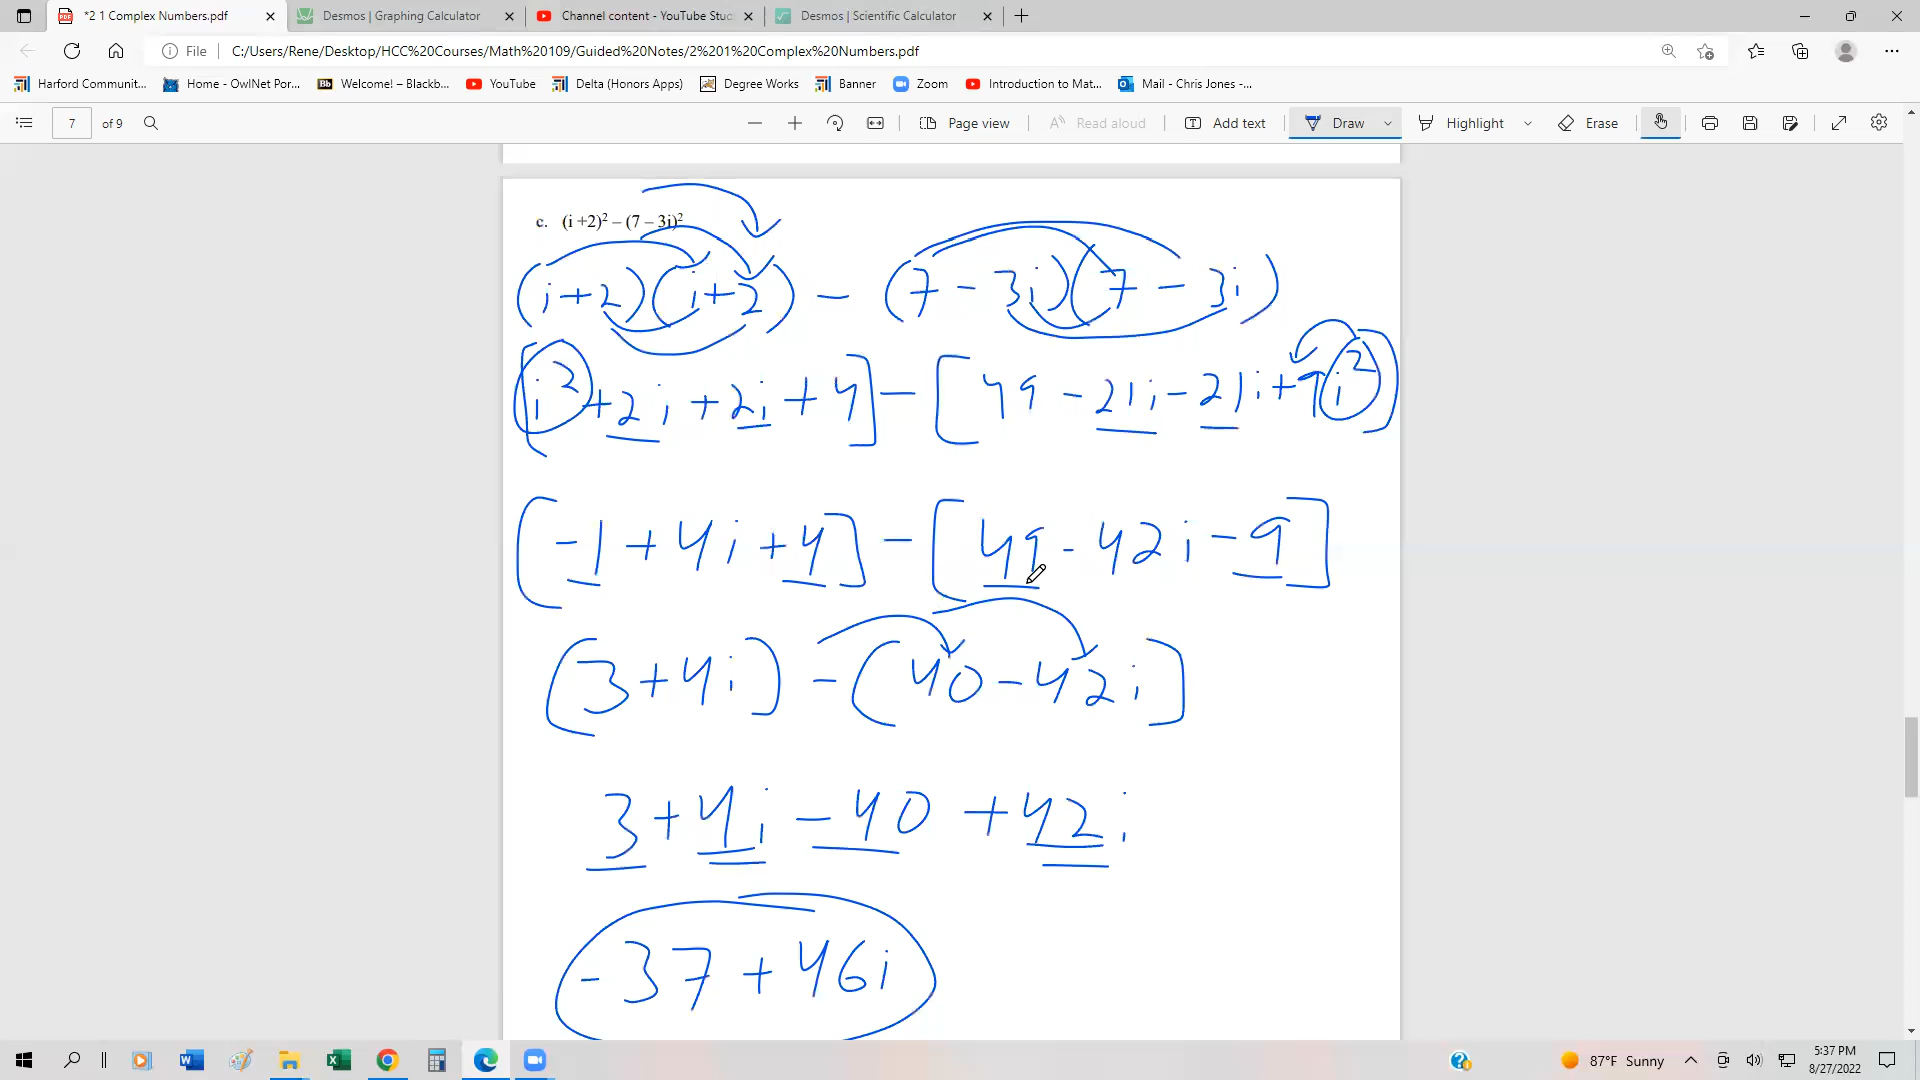 *2 1 Complex Numbers.pdf
Desmos | Graphing Calculator
Channel content - YouTube Stu
Desmos | Scientific Calculator
File
C:/Users/Rene/Desktop/HCC%20Courses/Math%20109/Guided%20Notes/2%201%20Complex%20Numbers.pdf
Harford Communit...
Home - OwlNet Por...
Bb
Welcome! – Blackb...
YouTube
Delta (Honors Apps)
Degree Works
Banner
Zoom
Introduction to Mat...
Mail - Chris Jones -...
7 of 9
Page view
Read aloud
Add text
Draw
Highlight
Erase
c. (i +2)² – (7 – 3i)²
(i+2)(i+2) - (7 - 3i)(7 - 3i)
[i² + 2i + 2i + 4] - [49 - 21i - 21i + 9i²]
[-1 + 4i + 4] - [49 - 42i - 9]
(3 + 4i) - (40 - 42i)
3 + 4i - 40 + 42i
-37 + 46i
87°F Sunny
5:37 PM
8/27/2022